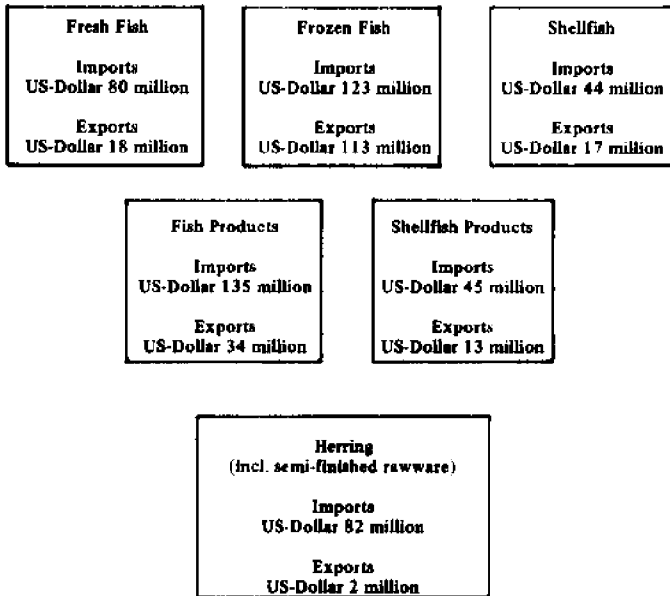 Fresh Fish
Imports
US-Dollar 80 million
Exports
US-Dollar 18 million
Frozen Fish
Imports
US-Dollar 123 million
Exports
US-Dollar 113 million
Shellfish
Imports
US-Dollar 44 million
Exports
US-Dollar 17 million
Fish Products
Imports
US-Dollar 135 million
Exports
US-Dollar 34 million
Shellfish Products
Imports
US-Dollar 45 million
Exports
US-Dollar 13 million
Herring
(incl. semi-finished rawware)
Imports
US-Dollar 82 million
Exports
US-Dollar 2 million